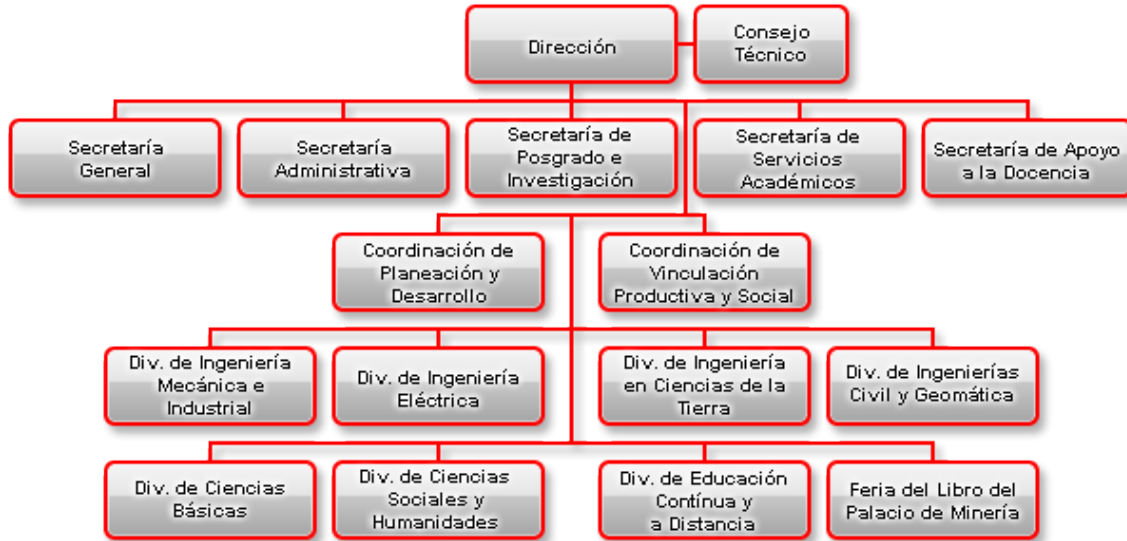 Dirección
Consejo
Técnico
Secretaría
General
Secretaría
Administrativa
Secretaría de
Posgrado e
Investigación
Secretaría de
Servicios
Académicos
Secretaría de Apoyo
a la Docencia
Coordinación de
Planeación y
Desarrollo
Coordinación de
Vinculación
Productiva y Social
Div. de Ingeniería
Mecánica e
Industrial
Div. de Ingeniería
Eléctrica
Div. de Ingeniería
en Ciencias de la
Tierra
Div. de Ingenierías
Civil y Geomática
Div. de Ciencias
Básicas
Div. de Ciencias
Sociales y
Humanidades
Div. de Educación
Contínua y
a Distancia
Feria del Libro del
Palacio de Minería